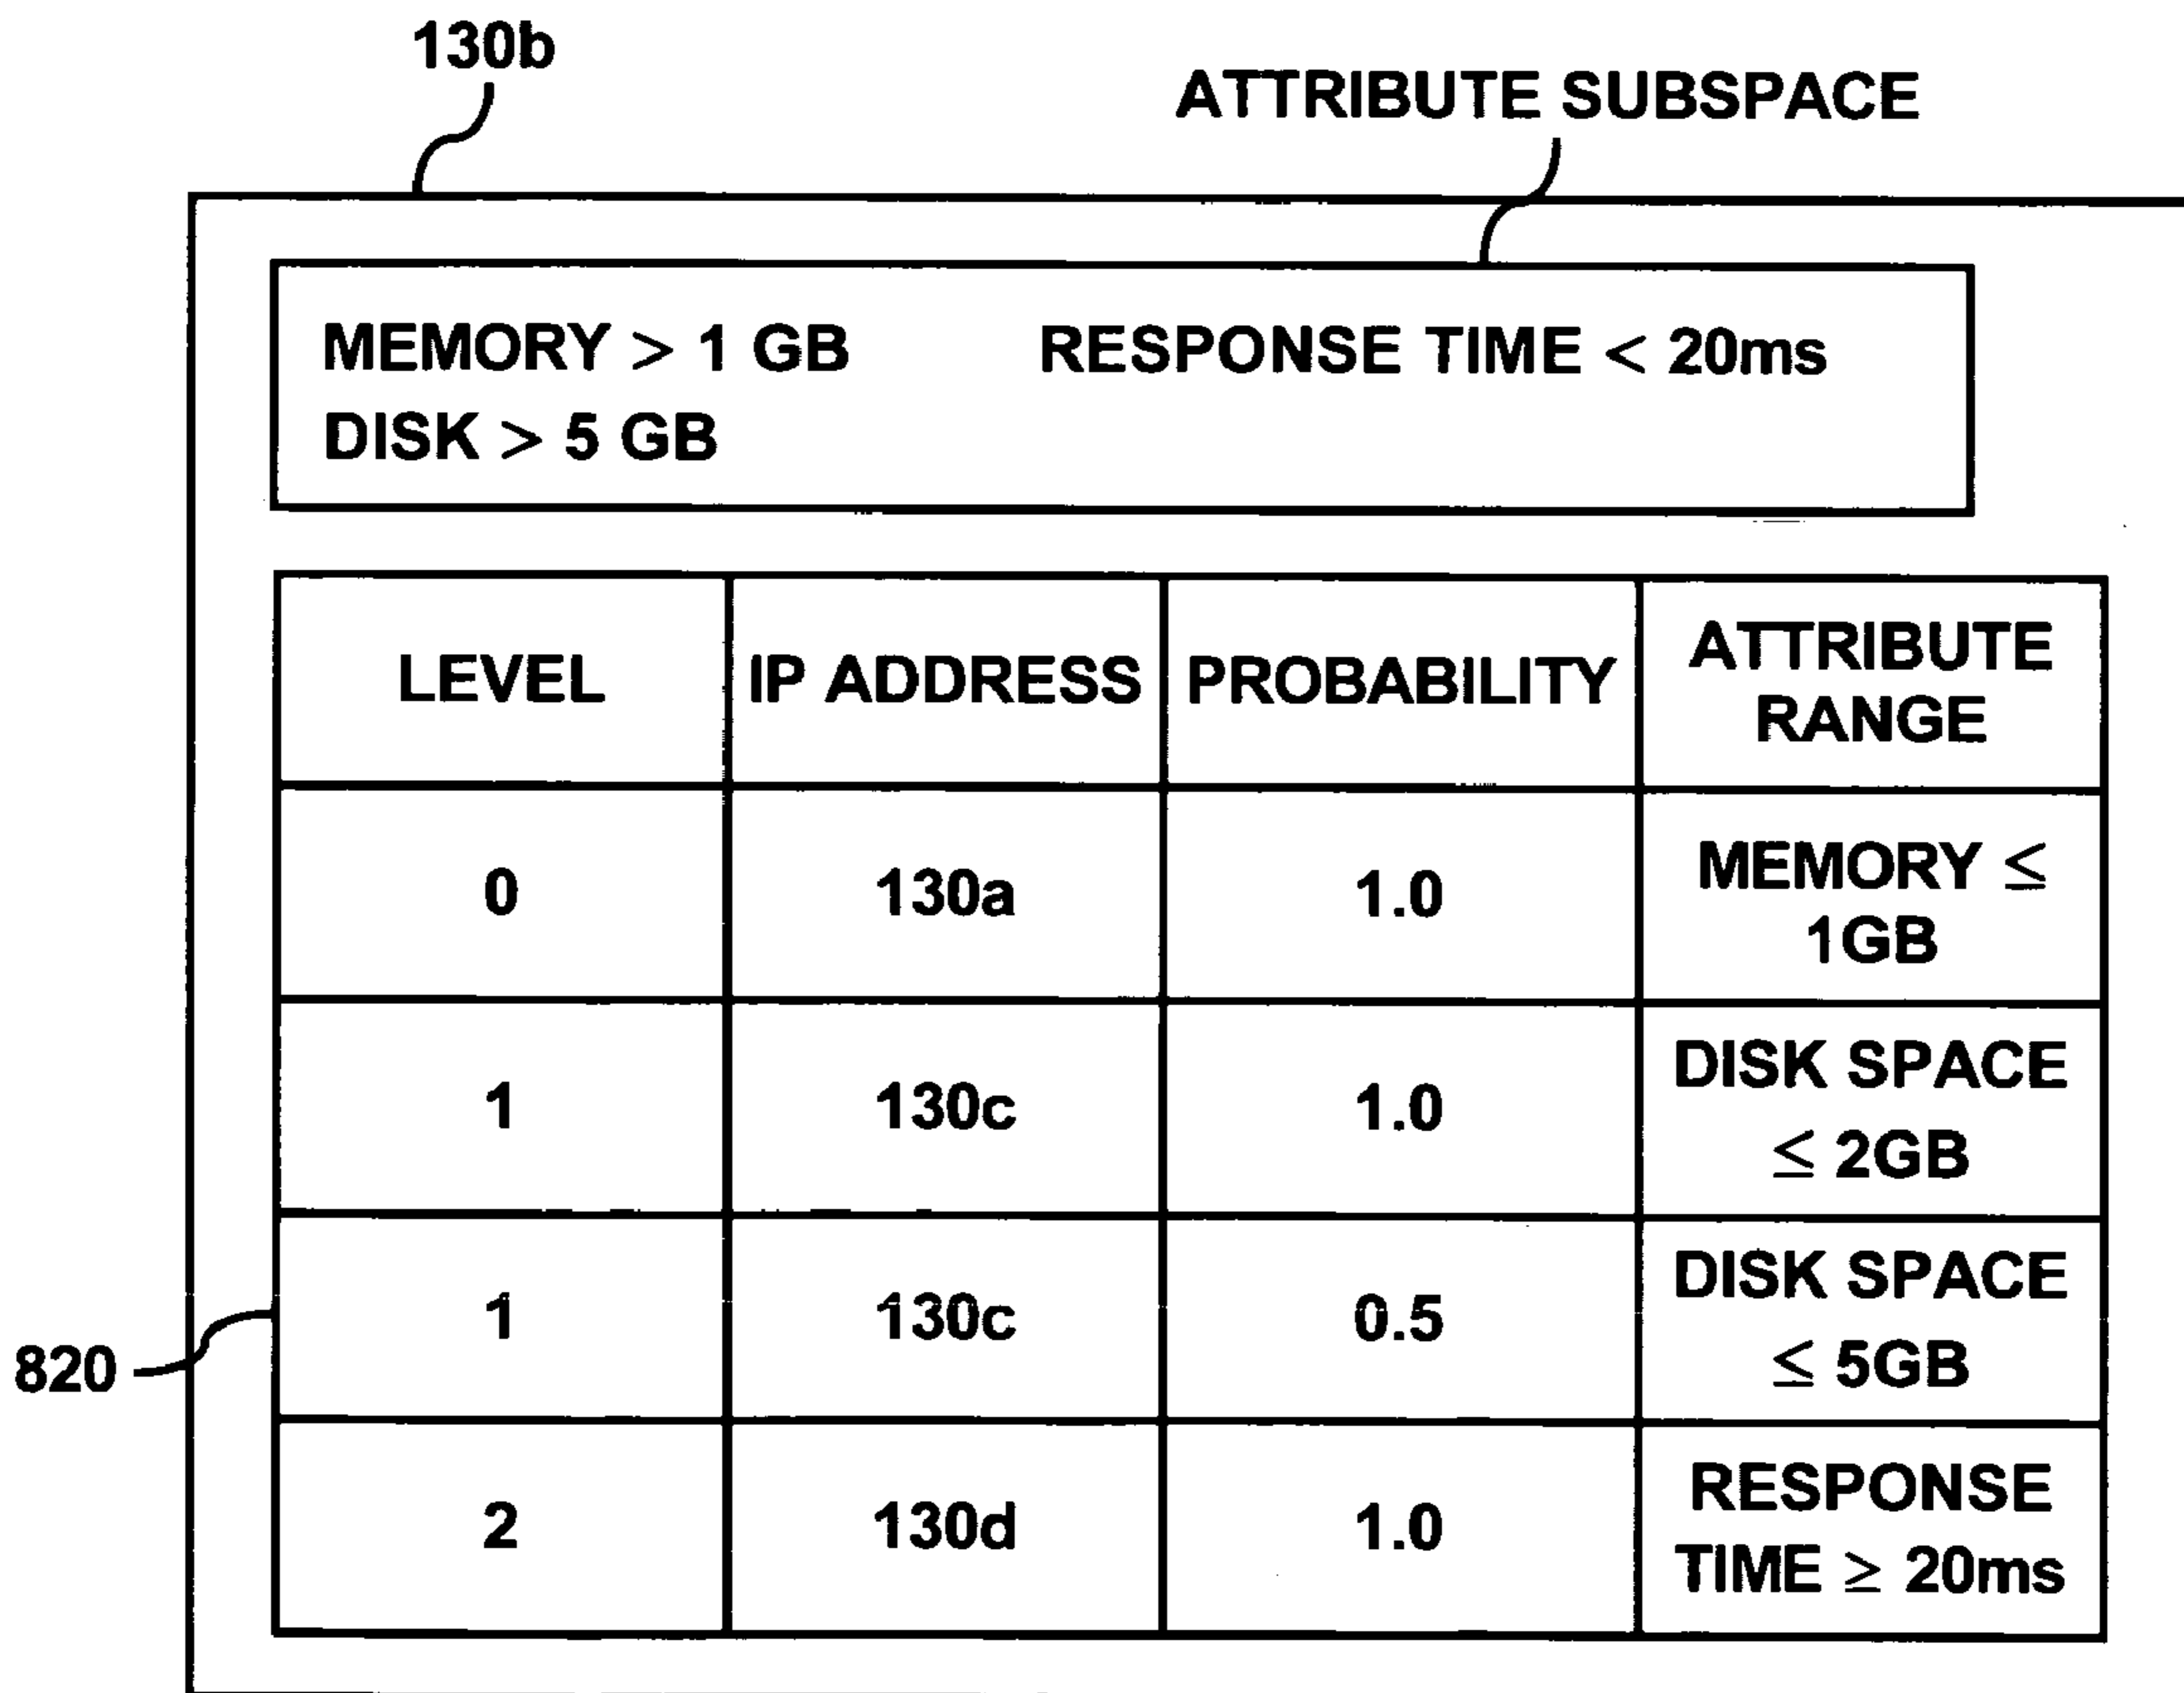 130b
ATTRIBUTE SUBSPACE
MEMORY > 1 GB RESPONSE TIME < 20ms
DISK > 5 GB
LEVEL IP ADDRESS PROBABILITY ATTRIBUTE RANGE
0 130a 1.0 MEMORY ≤ 1GB
1 130c 1.0 DISK SPACE ≤ 2GB
1 130c 0.5 DISK SPACE ≤ 5GB
820
2 130d 1.0 RESPONSE TIME ≥ 20ms